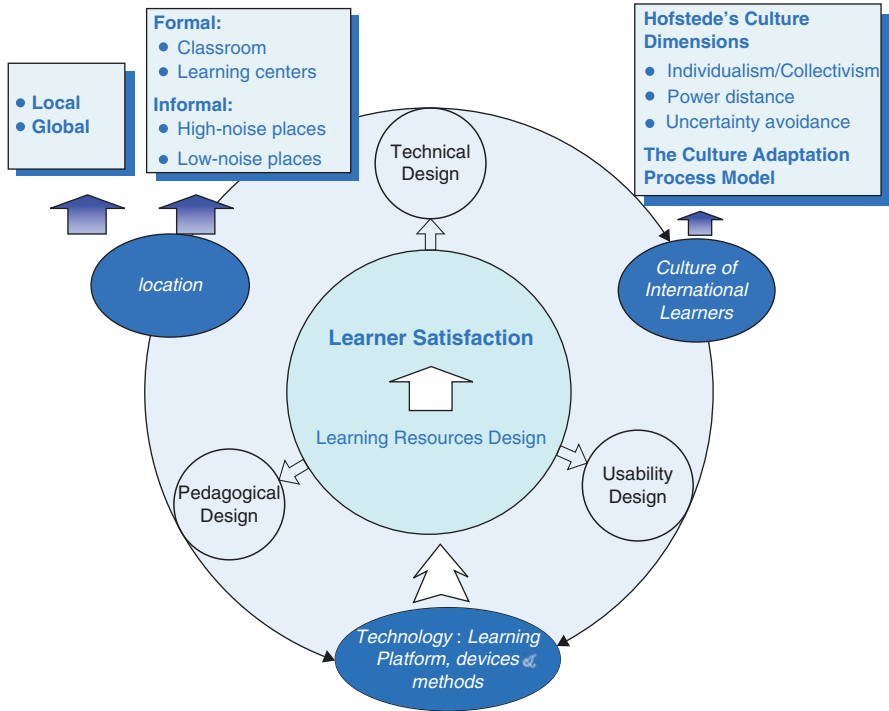 Local
Global
Formal:
Classroom
Learning centers
Informal:
High-noise places
Low-noise places
Hofstede's Culture
Dimensions
Individualism/Collectivism
Power distance
Uncertainty avoidance
The Culture Adaptation
Process Model
Technical
Design
location
Culture of
International
Learners
Learner Satisfaction
Learning Resources Design
Pedagogical
Design
Usability
Design
Technology : Learning
Platform, devices &
methods